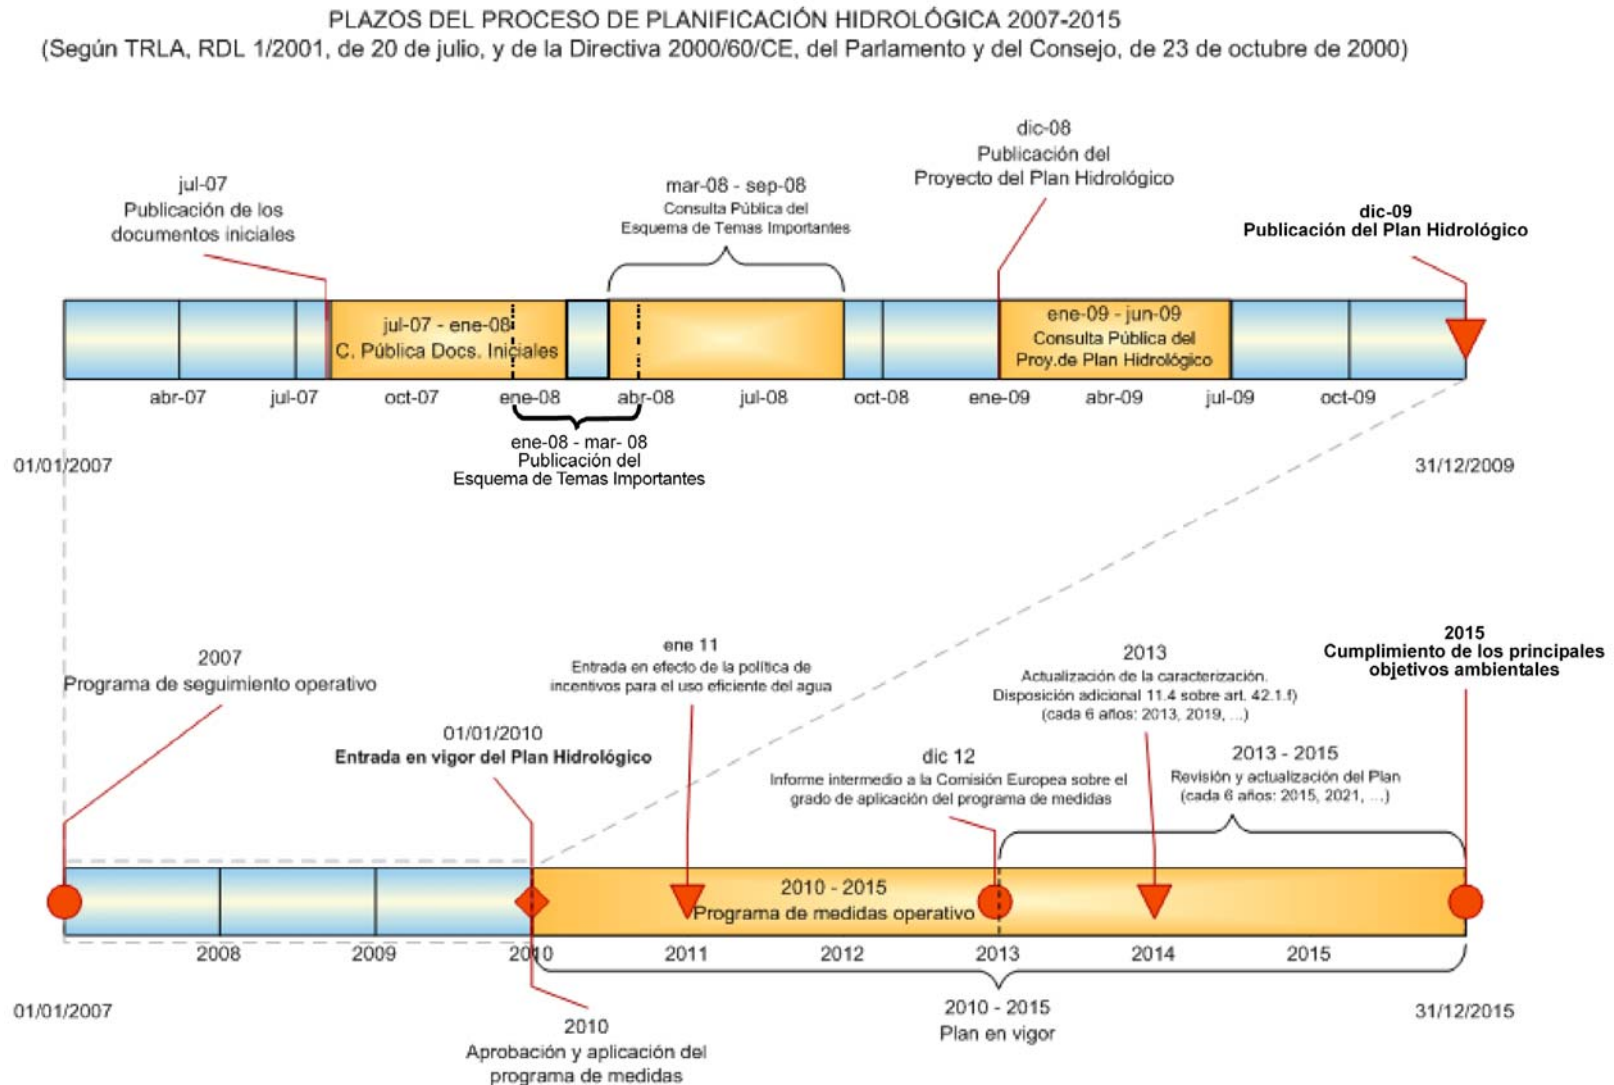 PLAZOS DEL PROCESO DE PLANIFICACIÓN HIDROLÓGICA 2007-2015
(Según TRLA, RDL 1/2001, de 20 de julio, y de la Directiva 2000/60/CE, del Parlamento y del Consejo, de 23 de octubre de 2000)
jul-07
Publicación de los
documentos iniciales
mar-08 - sep-08
Consulta Pública del
Esquema de Temas Importantes
dic-08
Publicación del
Proyecto del Plan Hidrológico
dic-09
Publicación del Plan Hidrológico
jul-07 - ene-08
C. Pública Docs. Iniciales
ene-09 - jun-09
Consulta Pública del
Proy.de Plan Hidrológico
abr-07
jul-07
oct-07
ene-08
abr-08
jul-08
oct-08
ene-09
abr-09
jul-09
oct-09
ene-08 - mar- 08
Publicación del
Esquema de Temas Importantes
01/01/2007
31/12/2009
2007
Programa de seguimiento operativo
01/01/2010
Entrada en vigor del Plan Hidrológico
ene 11
Entrada en efecto de la política de
incentivos para el uso eficiente del agua
dic 12
Informe intermedio a la Comisión Europea sobre el
grado de aplicación del programa de medidas
2013
Actualización de la caracterización.
Disposición adicional 11.4 sobre art. 42.1.f)
(cada 6 años: 2013, 2019, ...)
2013 - 2015
Revisión y actualización del Plan
(cada 6 años: 2015, 2021, ...)
2015
Cumplimiento de los principales
objetivos ambientales
2010 - 2015
Programa de medidas operativo
2008
2009
2010
2011
2012
2013
2014
2015
01/01/2007
31/12/2015
2010
Aprobación y aplicación del
programa de medidas
2010 - 2015
Plan en vigor